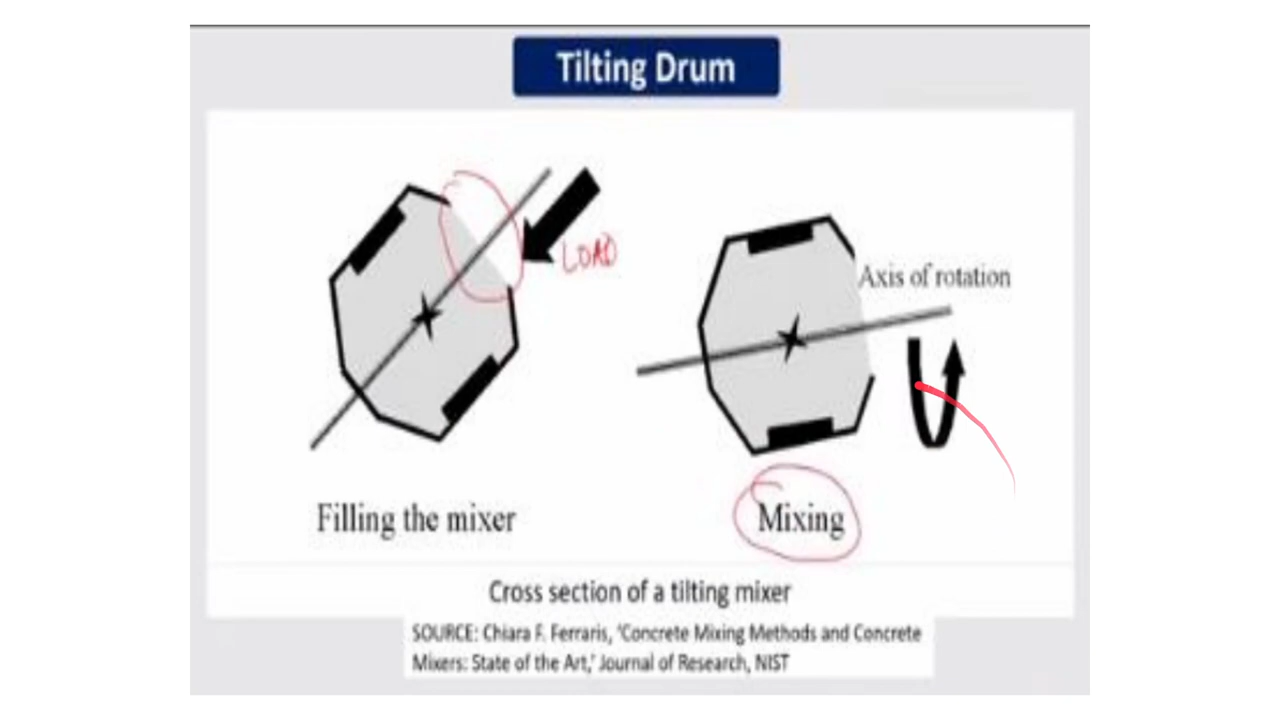 Tilting Drum
LOAD
Axis of rotation
Filling the mixer
Mixing
Cross section of a tilting mixer
SOURCE: Chiara F. Ferraris, 'Concrete Mixing Methods and Concrete
Mixers: State of the Art,' Journal of Research, NIST